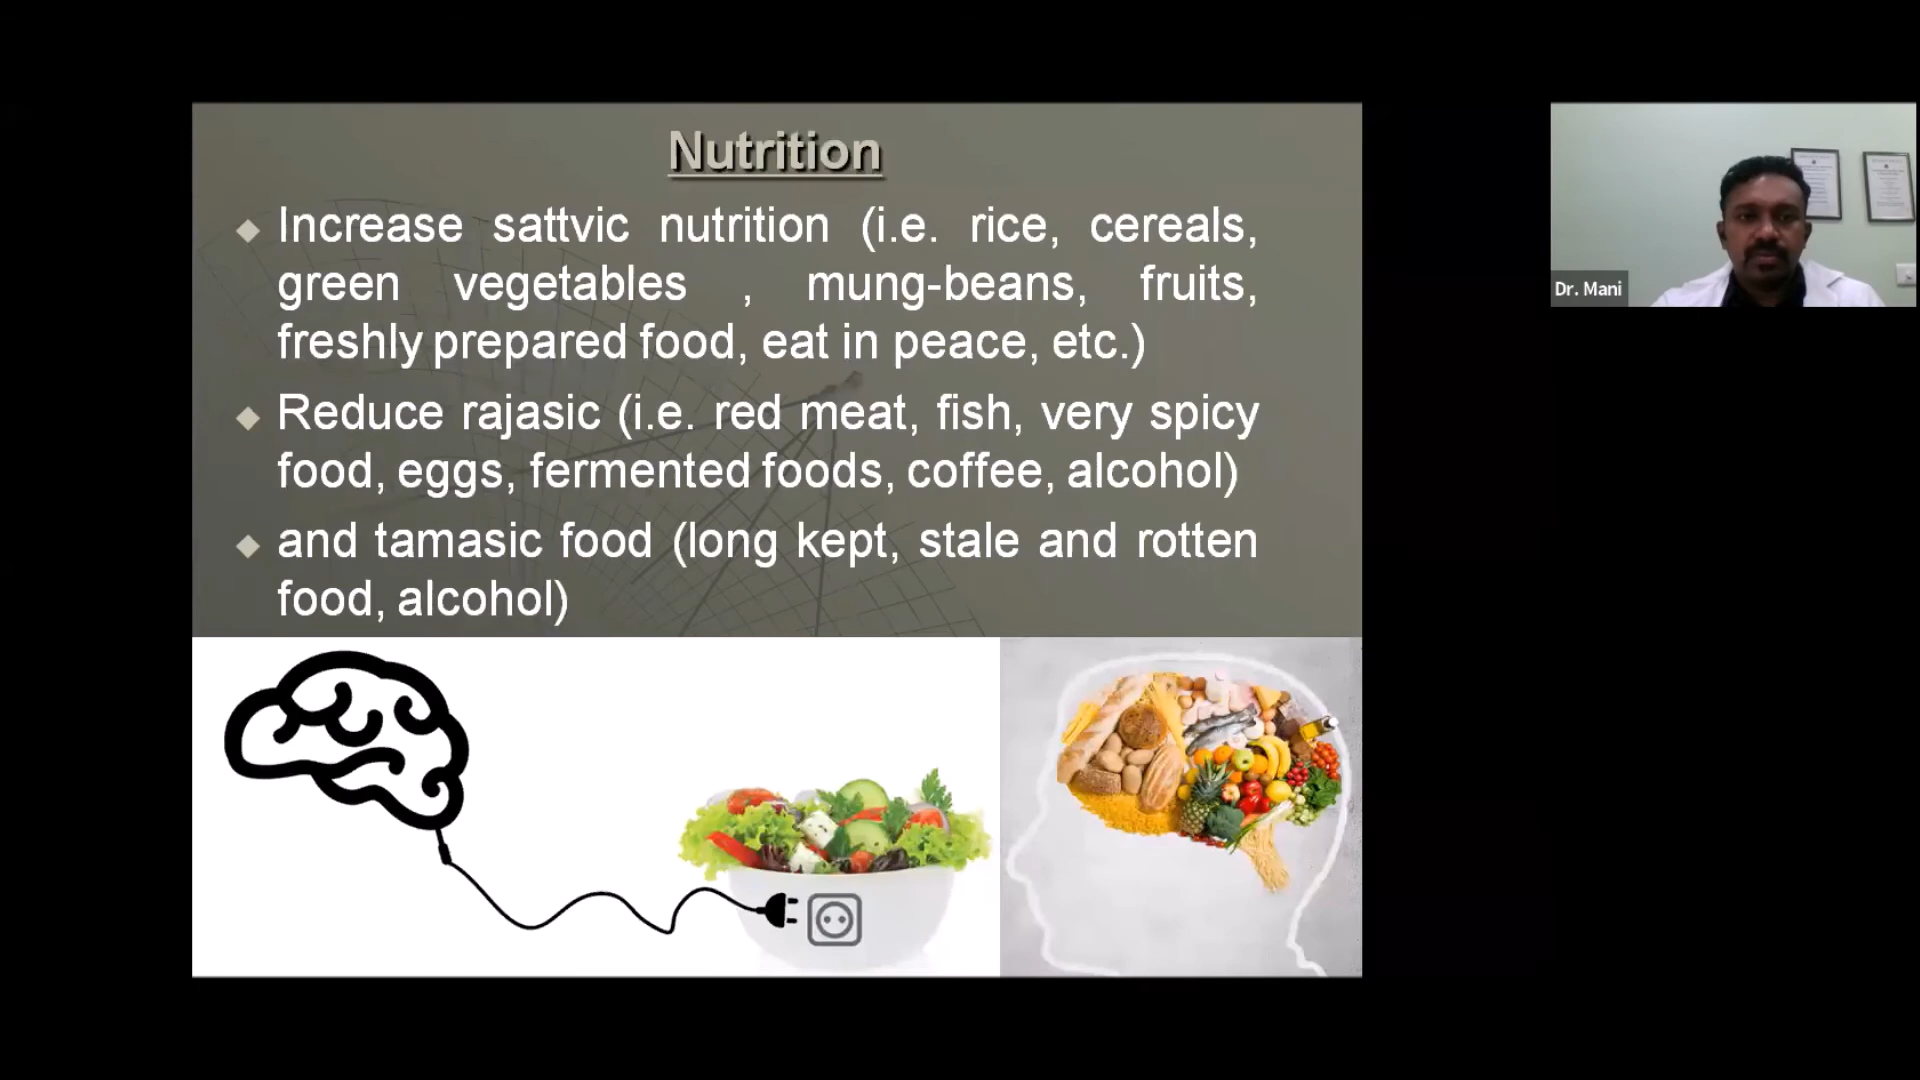 Nutrition
Increase sattvic nutrition (i.e. rice, cereals,
green vegetables , mung-beans, fruits,
freshly prepared food, eat in peace, etc.)
Reduce rajasic (i.e. red meat, fish, very spicy
food, eggs, fermented foods, coffee, alcohol)
and tamasic food (long kept, stale and rotten
food, alcohol)
Dr. Mani